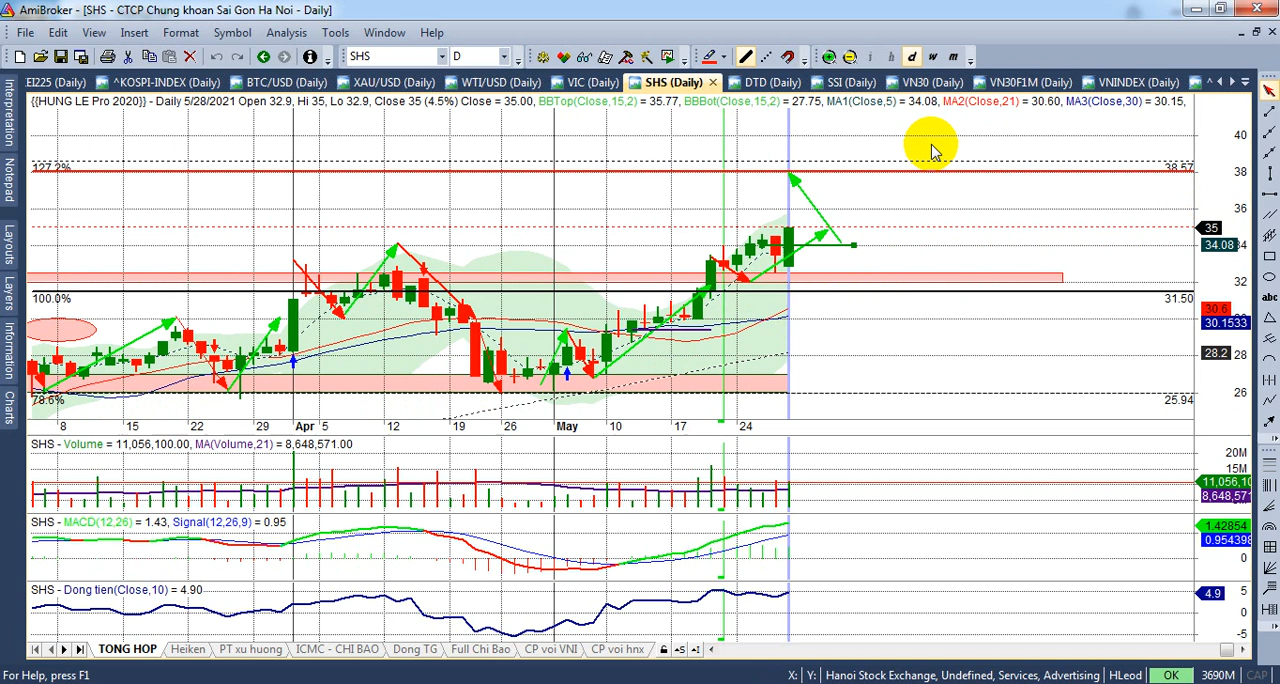 AmiBroker - [SHS - CTCP Chung khoan Sai Gon Ha Noi - Daily]
File Edit View Insert Format Symbol Analysis Tools Window Help
SHS D i h d w m
EI225 (Daily) ^KOSPI-INDEX (Daily) BTC/USD (Daily) XAU/USD (Daily) WTI/USD (Daily) VIC (Daily) SHS (Daily) DTD (Daily) SSI (Daily) VN30 (Daily) VN30F1M (Daily) VNINDEX (Daily)
{{HUNG LE Pro 2020}} - Daily 5/28/2021 Open 32.9, Hi 35, Lo 32.9, Close 35 (4.5%) Close = 35.00, BBTop(Close,15,2) = 35.77, BBBot(Close,15,2) = 27.75, MA1(Close,5) = 34.08, MA2(Close,21) = 30.60, MA3(Close,30) = 30.15,
Interpretation
Notepad
Layouts
Layers
Information
Charts
abc
40
127.2% 38.57
38
36
35
34.08 34
32
100.0% 31.50
30.6
30.1533
28.2
28
26
78.6% 25.94
8 15 22 29 Apr 5 12 19 26 May 10 17 24
SHS - Volume = 11,056,100.00, MA(Volume,21) = 8,648,571.00
20M
15M
11,056,10
8,648,571
SHS - MACD(12,26) = 1.43, Signal(12,26,9) = 0.95
1.42854
0.954398
0
SHS - Dong tien(Close,10) = 4.90
5
4.9
0
-5
TONG HOP Heiken PT xu huong ICMC - CHI BAO Dong TG Full Chi Bao CP voi VNI CP voi hnx
For Help, press F1 X: Y: Hanoi Stock Exchange, Undefined, Services, Advertising HLeod OK 3690M CAP